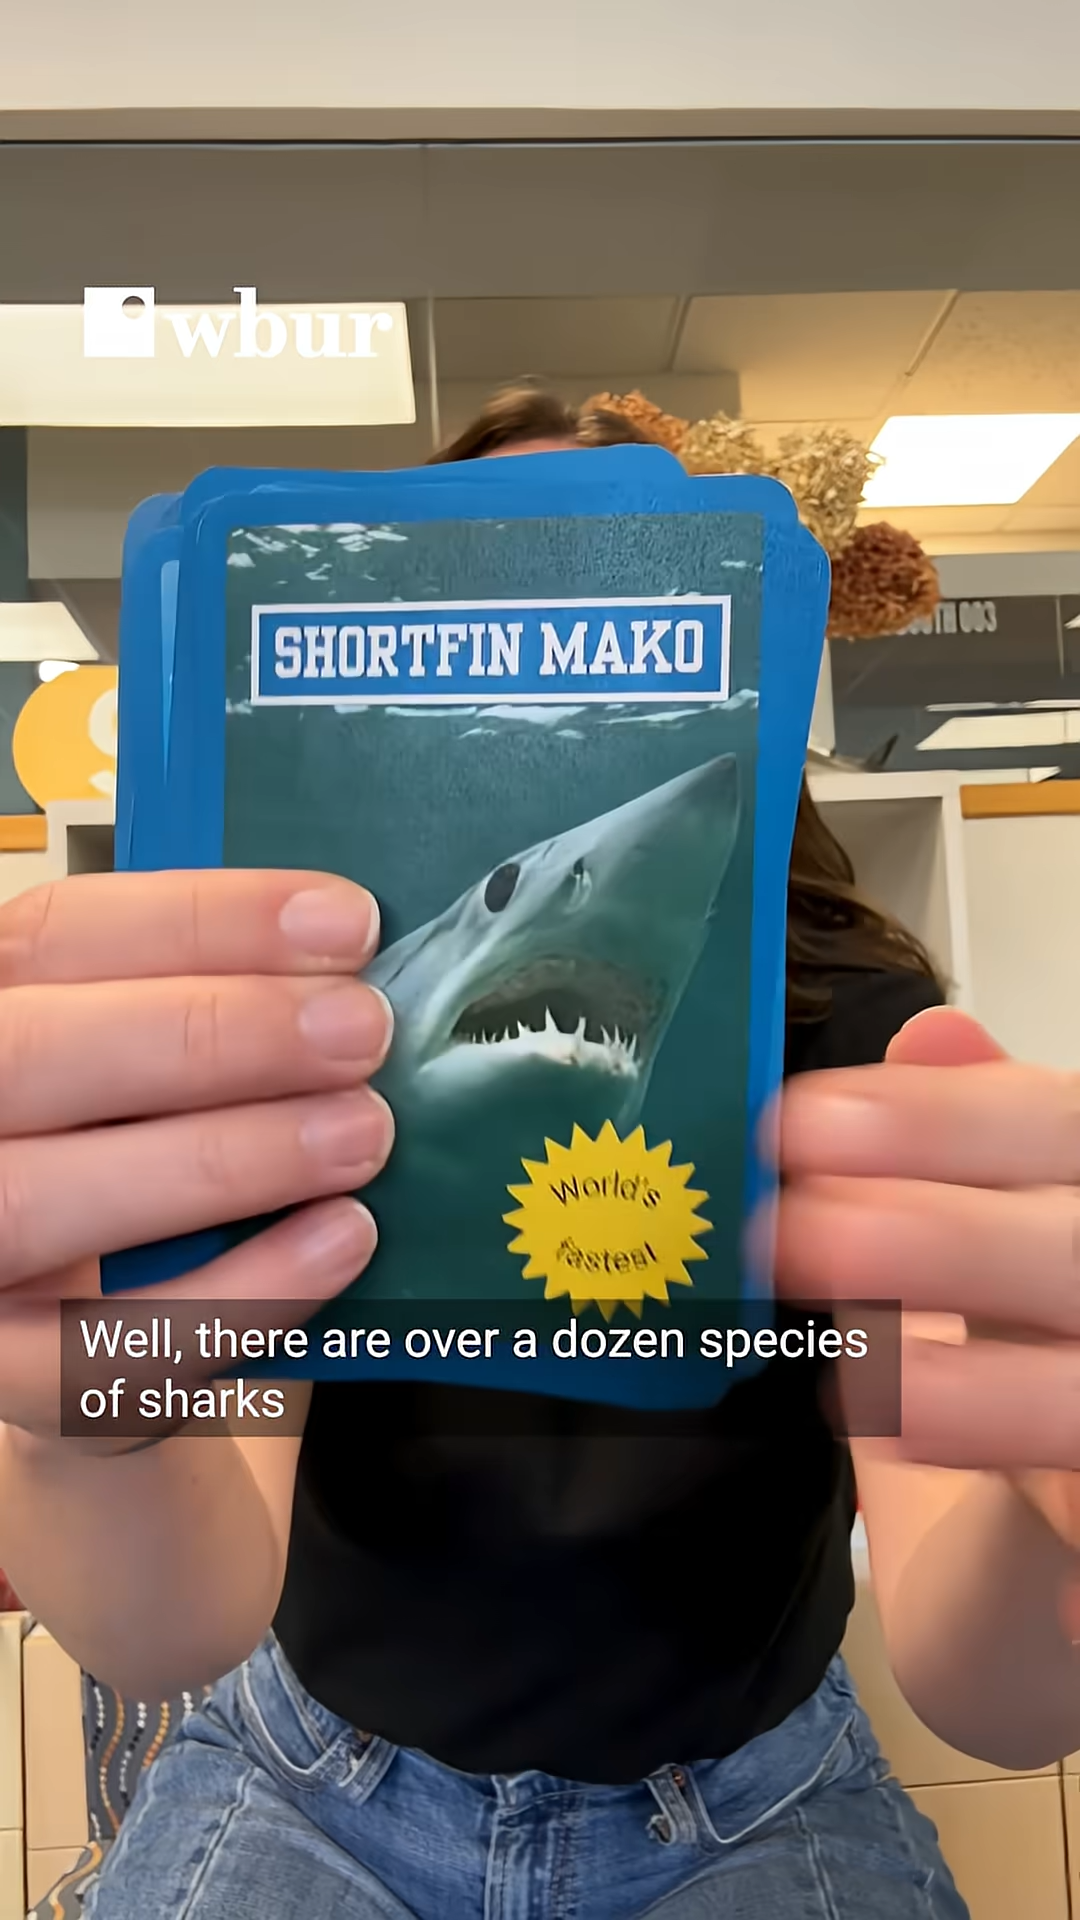 wbur
SHORTFIN MAKO
World's
Fastest
Well, there are over a dozen species
of sharks